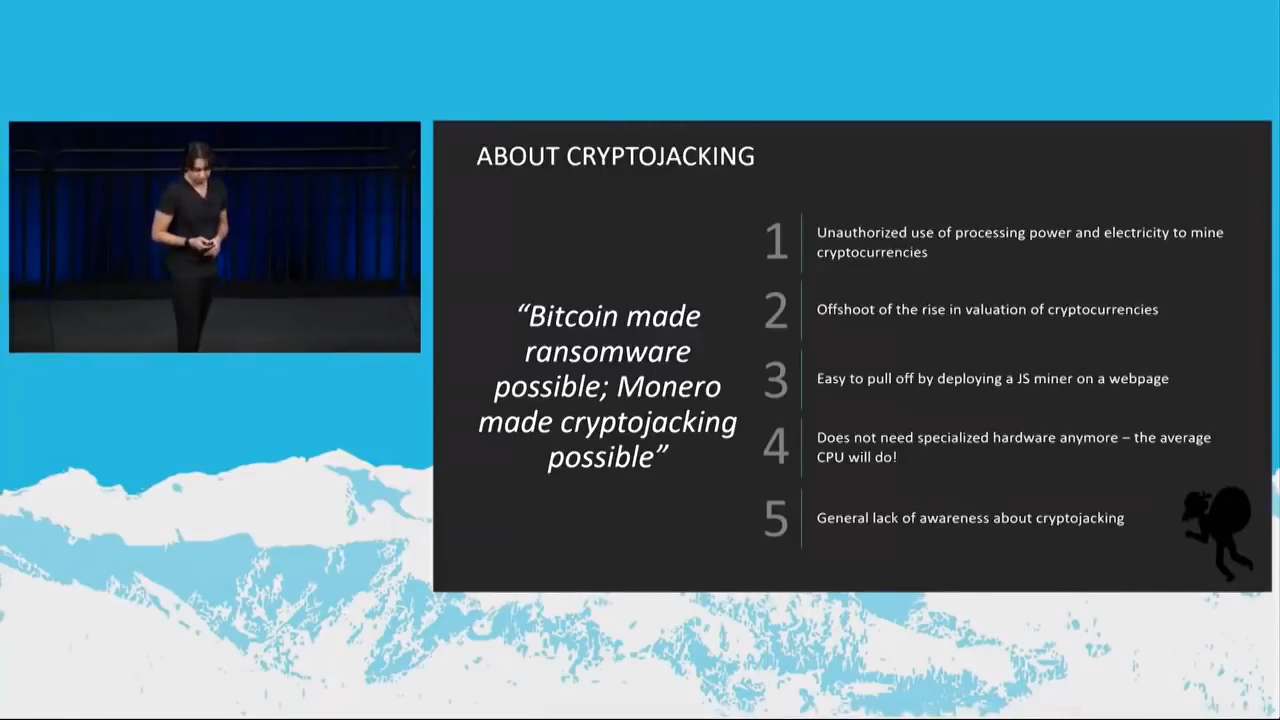 ABOUT CRYPTOJACKING
“Bitcoin made
ransomware
possible; Monero
made cryptojacking
possible”
1
Unauthorized use of processing power and electricity to mine
cryptocurrencies
2
Offshoot of the rise in valuation of cryptocurrencies
3
Easy to pull off by deploying a JS miner on a webpage
4
Does not need specialized hardware anymore – the average
CPU will do!
5
General lack of awareness about cryptojacking